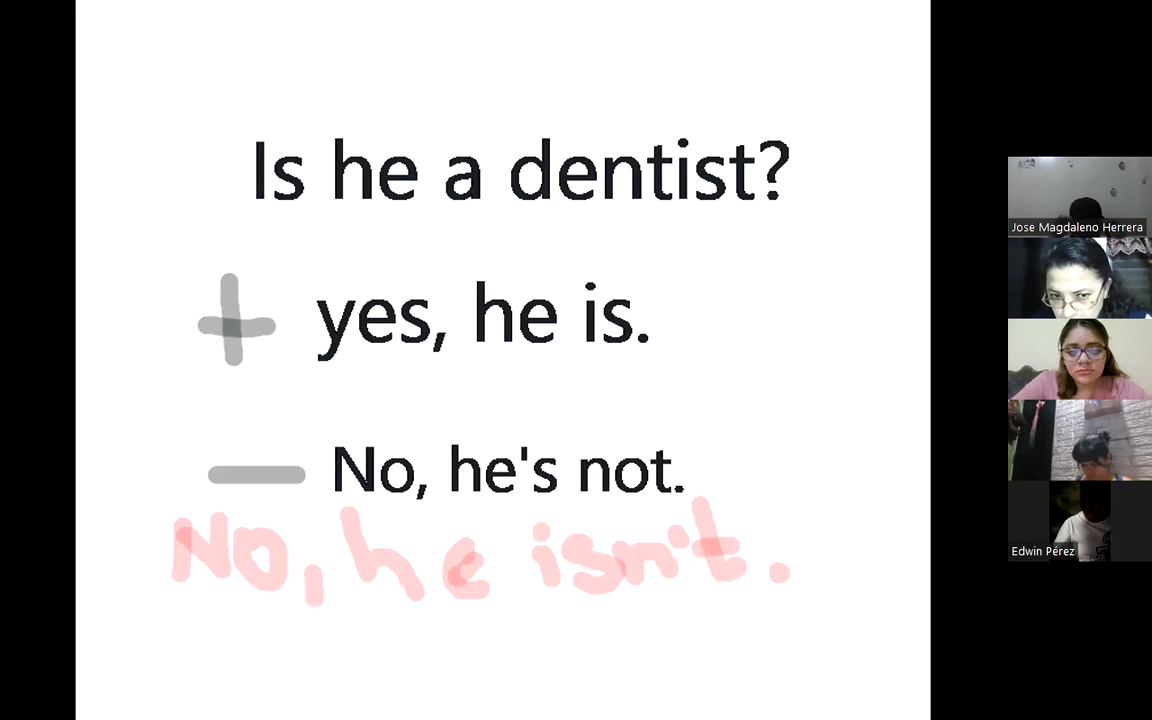 Is he a dentist?
+ yes, he is.
— No, he's not.
No, he isn't.
Jose Magdaleno Herrera
Edwin Pérez